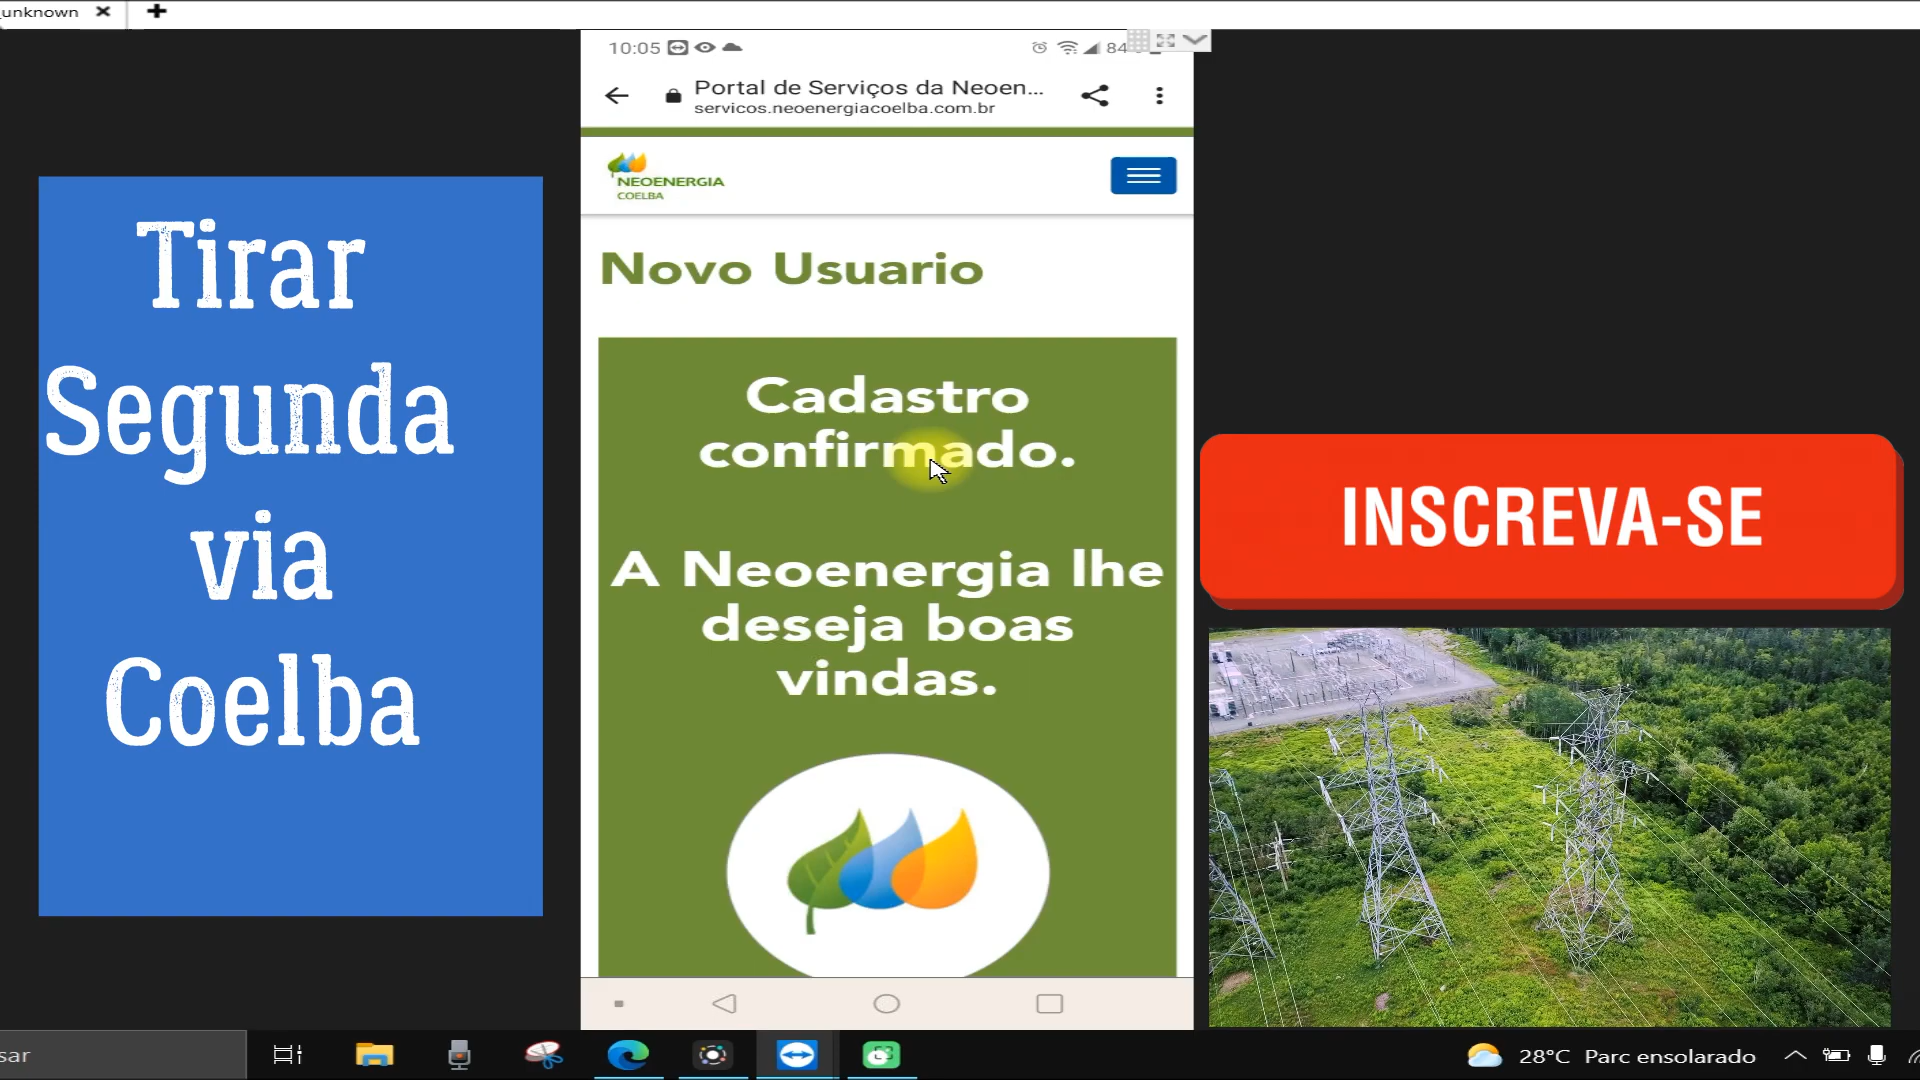 unknown
10:05
84
Portal de Serviços da Neoen...
servicos.neoenergiacoelba.com.br
NEOENERGIA
COELBA
Novo Usuario
Cadastro
confirmado.
A Neoenergia lhe
deseja boas
vindas.
Tirar
Segunda
via
Coelba
INSCREVA-SE
sar
28°C Parc ensolarado